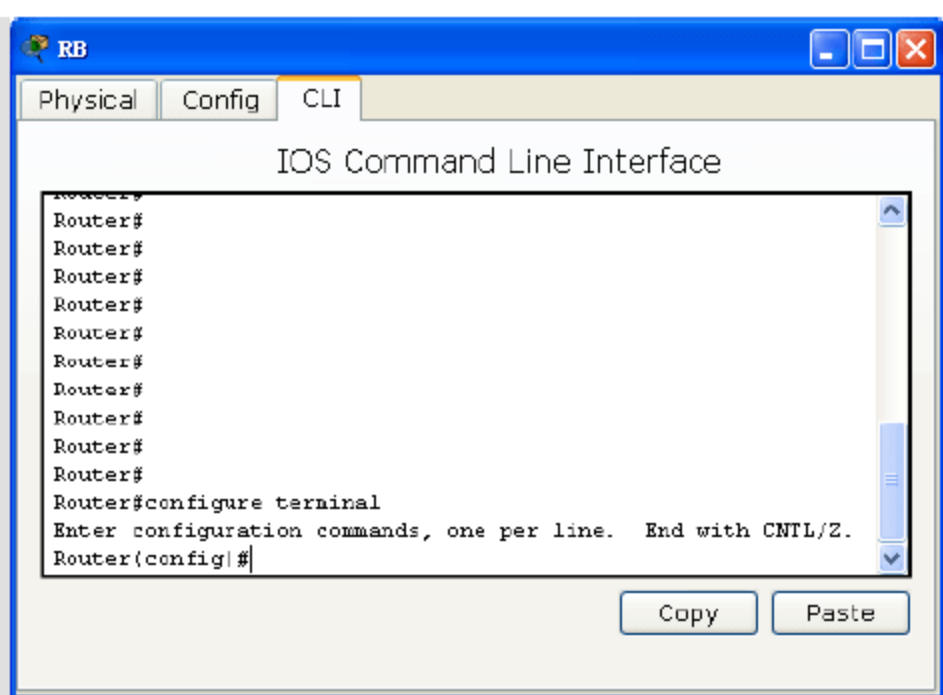 RB
Physical Config CLI
IOS Command Line Interface
Router#
Router#
Router#
Router#
Router#
Router#
Router#
Router#
Router#
Router#
Router#
Router#configure terminal
Enter configuration commands, one per line.  End with CNTL/Z.
Router(config)#
Copy Paste